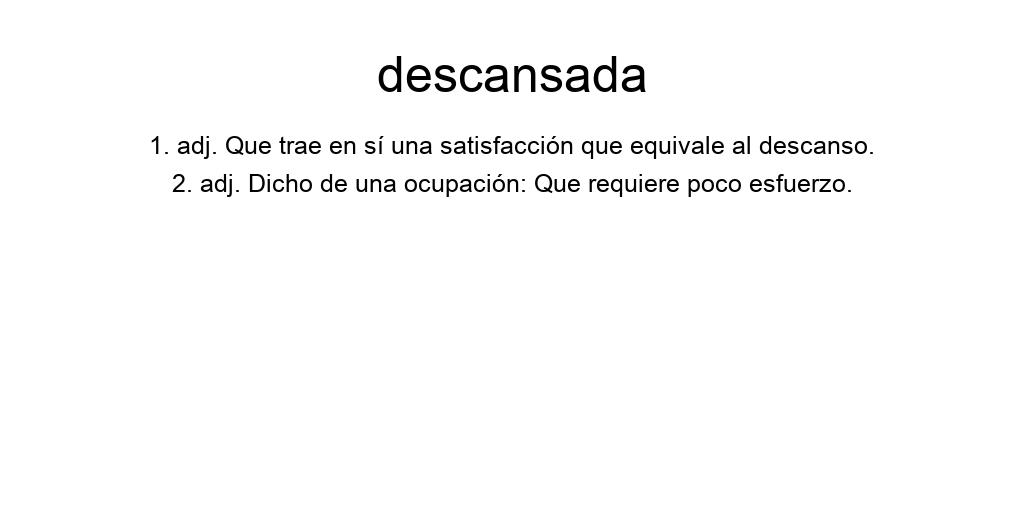 descansada
1. adj. Que trae en sí una satisfacción que equivale al descanso.
2. adj. Dicho de una ocupación: Que requiere poco esfuerzo.